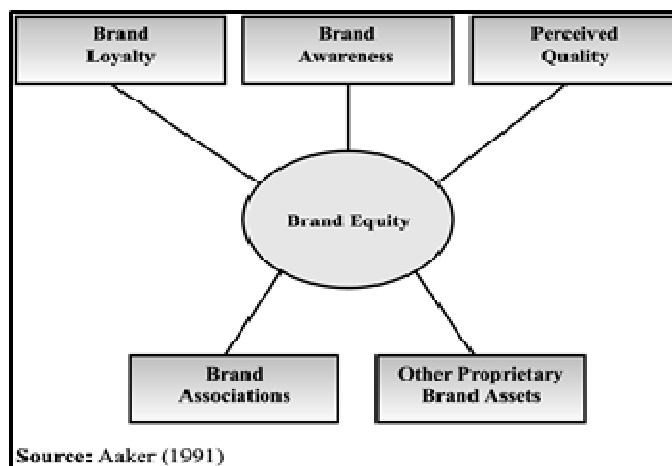 Brand
Loyalty
Brand
Awareness
Perceived
Quality
Brand Equity
Brand
Associations
Other Proprietary
Brand Assets
Source: Aaker (1991)